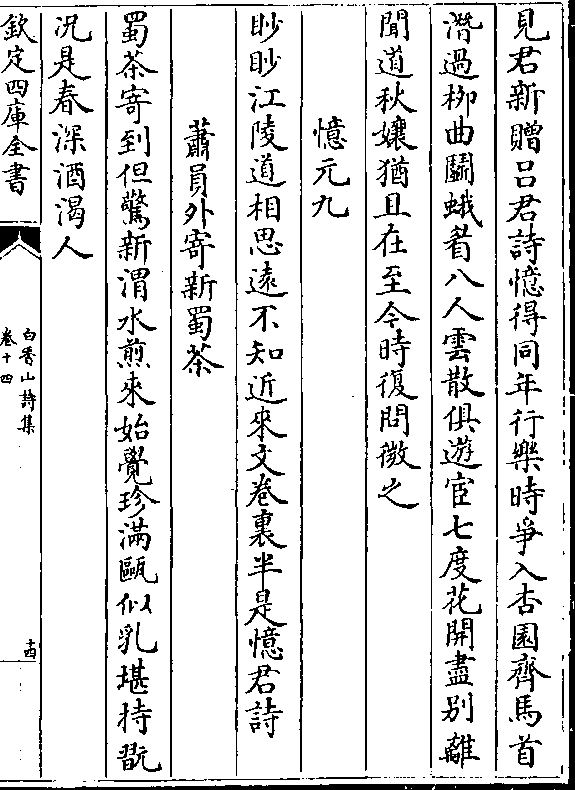 見君新贈吕君詩憶得同年行樂時爭入杏園齊馬首
潛過栁曲鬭蛾眉八人雲散俱遊宦七度花開盡别離
聞道秋孃猶且在至今時復問微之
憶元九
眇眇江陵道相思遠不知近來文卷裏半是憶君詩
蕭員外寄新蜀茶
蜀茶寄到但驚新渭水煎來始覺珍滿甌似乳堪持翫
况是春深酒渴人
欽定四庫全書
白香山詩集
卷十四
十四